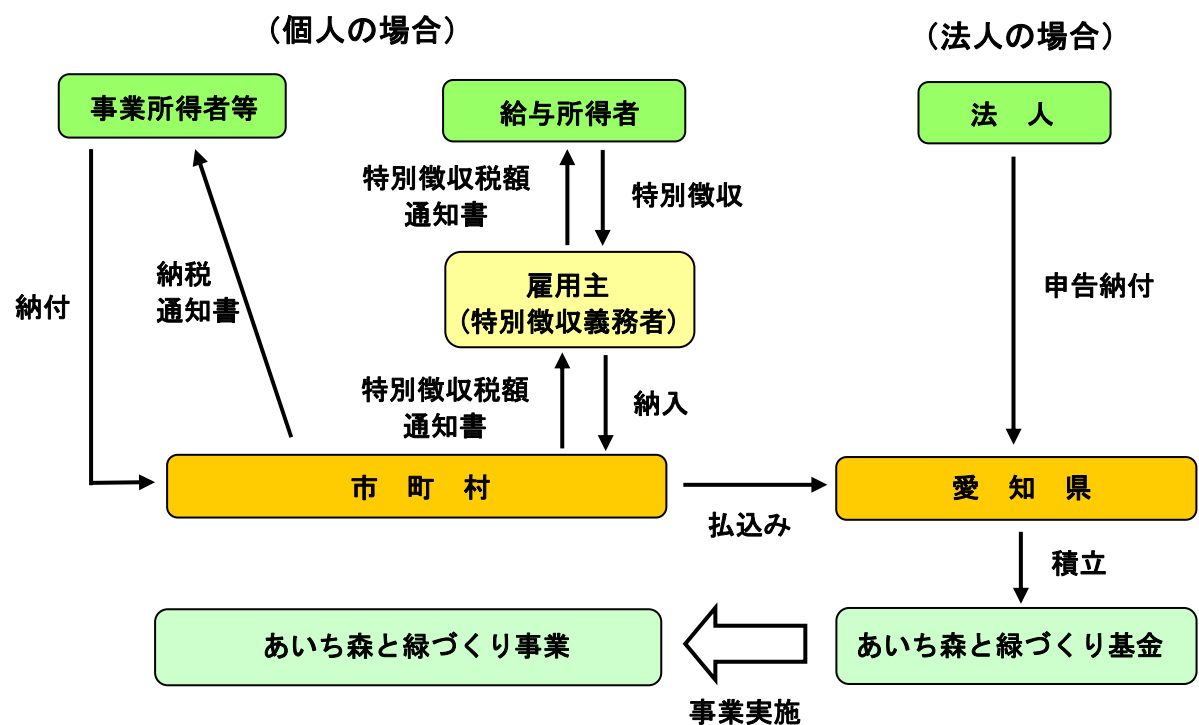 （個人の場合）
（法人の場合）
事業所得者等
給与所得者
法　人
特別徴収税額
通知書
特別徴収
納税
通知書
納付
雇用主
（特別徴収義務者）
申告納付
特別徴収税額
通知書
納入
市　町　村
愛　知　県
払込み
積立
あいち森と緑づくり事業
あいち森と緑づくり基金
事業実施